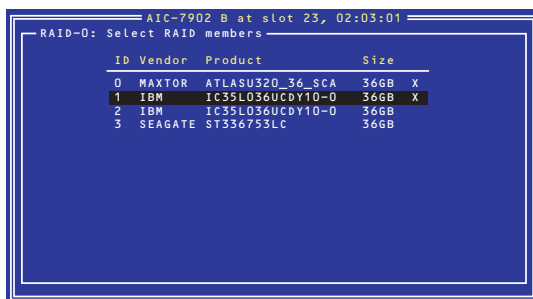 AIC-7902 B at slot 23, 02:03:01
RAID-0: Select RAID members
ID Vendor Product Size
0 MAXTOR ATLASU320_36_SCA 36GB X
1 IBM IC35L036UCDY10-0 36GB X
2 IBM IC35L036UCDY10-0 36GB
3 SEAGATE ST336753LC 36GB